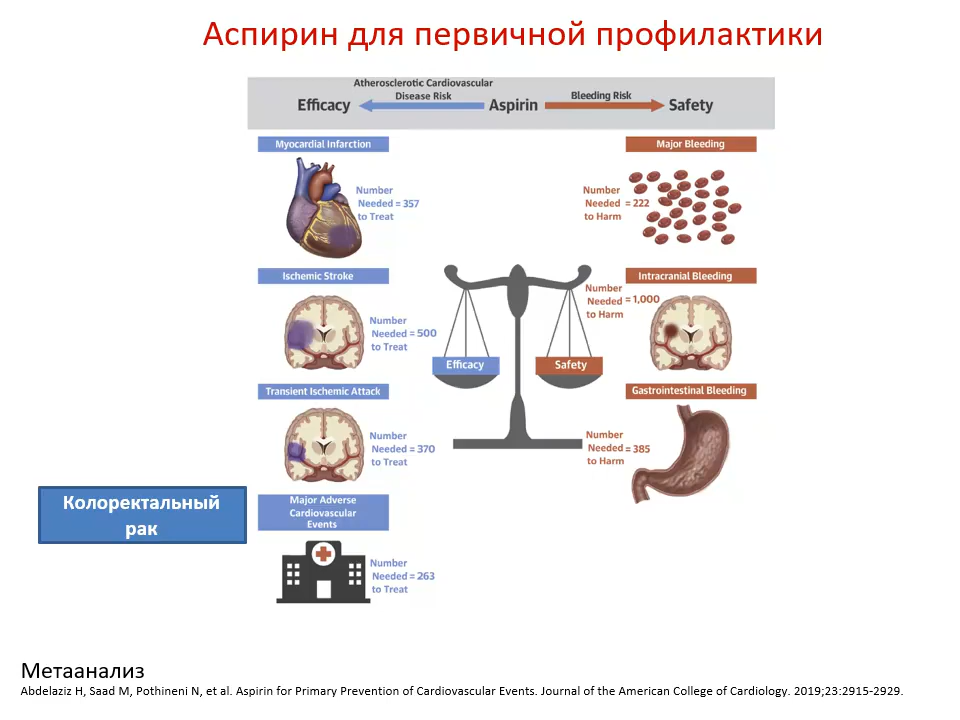 Аспирин для первичной профилактики
Atherosclerotic Cardiovascular
Disease Risk
Bleeding Risk
Efficacy
Aspirin
Safety
Myocardial Infarction
Number
Needed = 357
to Treat
Major Bleeding
Number
Needed = 222
to Harm
Ischemic Stroke
Number
Needed = 500
to Treat
Intracranial Bleeding
Number
Needed = 1,000
to Harm
Efficacy
Safety
Transient Ischemic Attack
Number
Needed = 370
to Treat
Gastrointestinal Bleeding
Number
Needed = 385
to Harm
Колоректальный
рак
Major Adverse
Cardiovascular
Events
Number
Needed = 263
to Treat
Метаанализ
Abdelaziz H, Saad M, Pothineni N, et al. Aspirin for Primary Prevention of Cardiovascular Events. Journal of the American College of Cardiology. 2019;23:2915-2929.